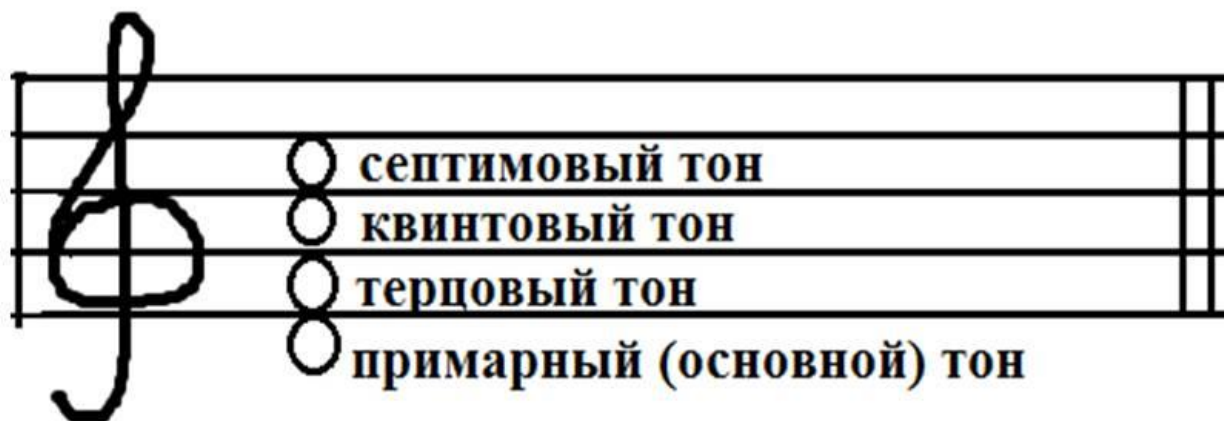 септимовый тон
квинтовый тон
терцовый тон
примарный (основной) тон